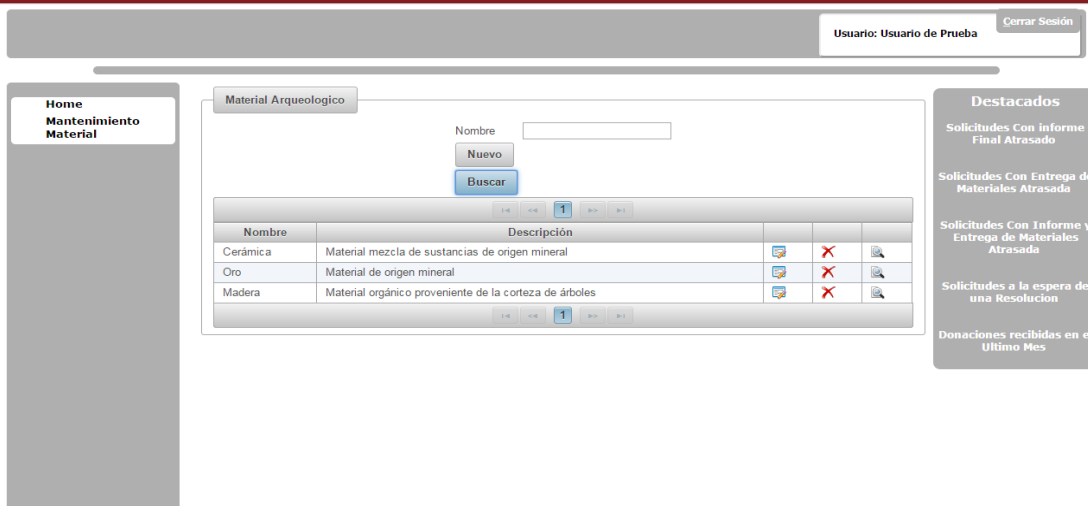 Cerrar Sesión
Usuario: Usuario de Prueba
Home
Mantenimiento
Material
Material Arqueologico
Nombre
Nuevo
Buscar
1
Nombre Descripción
Cerámica Material mezcla de sustancias de origen mineral
Oro Material de origen mineral
Madera Material orgánico proveniente de la corteza de árboles
1
Destacados
Solicitudes Con informe
Final Atrasado
Solicitudes Con Entrega de
Materiales Atrasada
Solicitudes Con Informe y
Entrega de Materiales
Atrasada
Solicitudes a la espera de
una Resolucion
Donaciones recibidas en e
Ultimo Mes